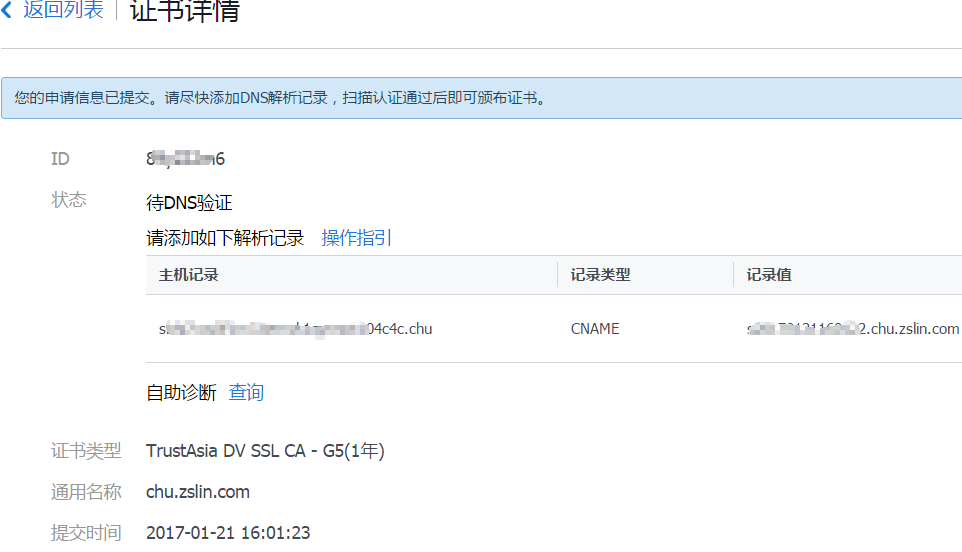 返回列表 | 证书详情
您的申请信息已提交。请尽快添加DNS解析记录，扫描认证通过后即可颁布证书。
ID
状态 待DNS验证
请添加如下解析记录 操作指引
主机记录 记录类型 记录值
04c4c.chu CNAME 2.chu.zslin.com
自助诊断 查询
证书类型 TrustAsia DV SSL CA - G5(1年)
通用名称 chu.zslin.com
提交时间 2017-01-21 16:01:23